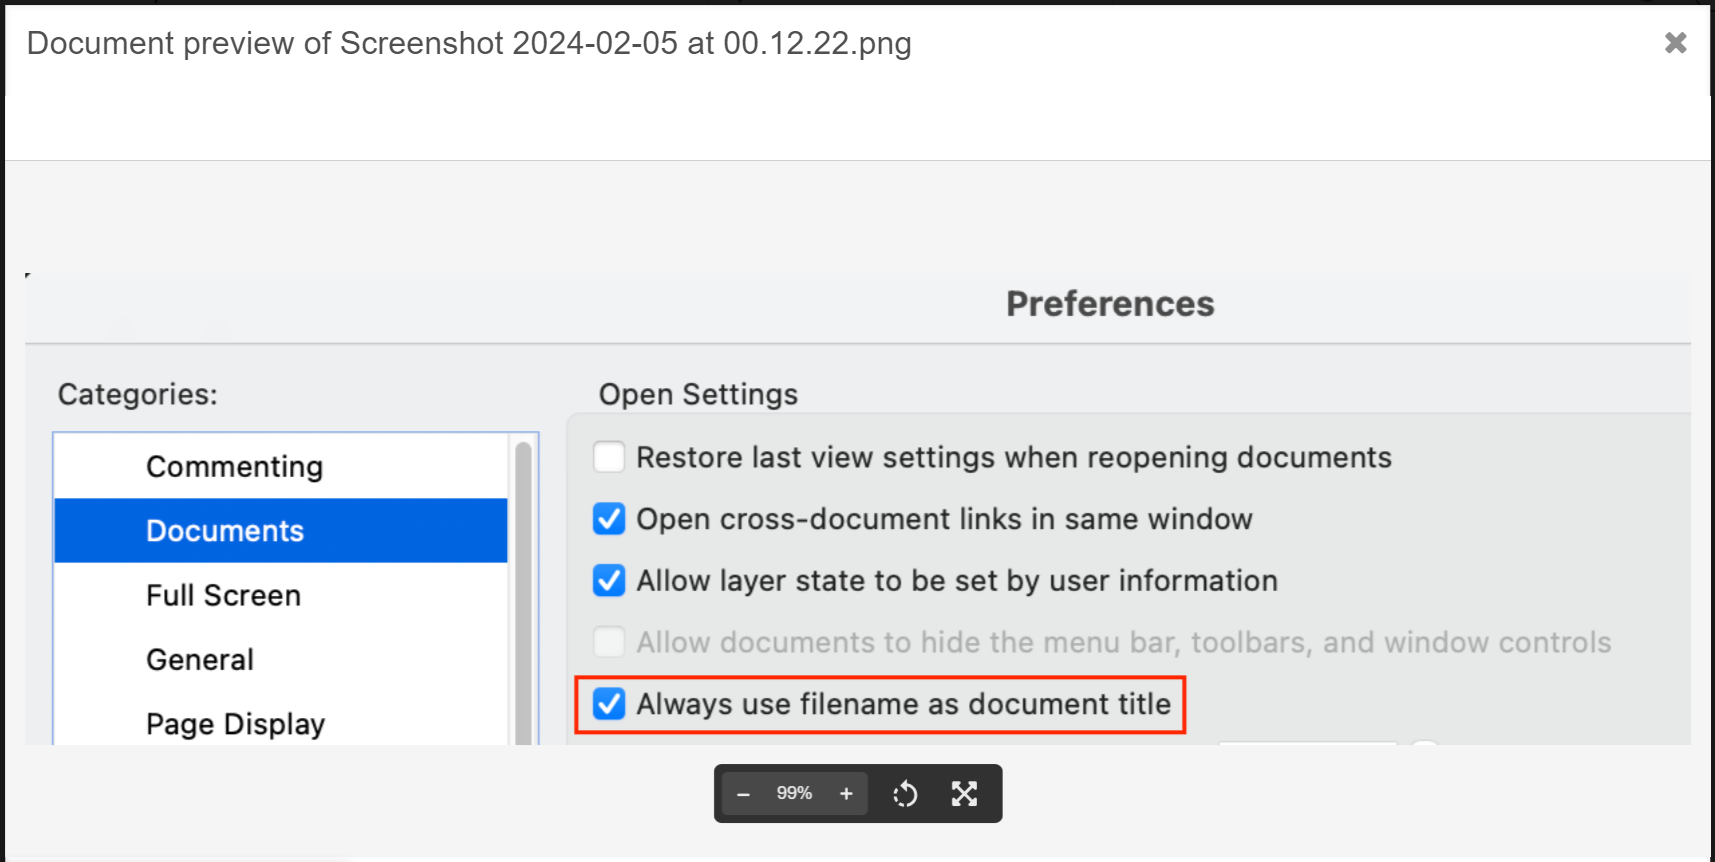 Document preview of Screenshot 2024-02-05 at 00.12.22.png
Preferences
Categories:
Commenting
Documents
Full Screen
General
Page Display
Open Settings
Restore last view settings when reopening documents
Open cross-document links in same window
Allow layer state to be set by user information
Allow documents to hide the menu bar, toolbars, and window controls
Always use filename as document title
− 99% +